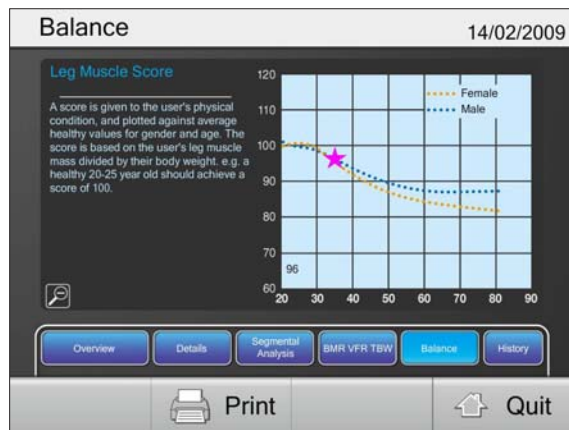 Balance
14/02/2009
Leg Muscle Score
A score is given to the user's physical
condition, and plotted against average
healthy values for gender and age. The
score is based on the user's leg muscle
mass divided by their body weight. e.g. a
healthy 20-25 year old should achieve a
score of 100.
120
110
100
90
80
70
60
Female
Male
96
20 30 40 50 60 70 80 90
Overview
Details
Segmental
Analysis
BMR VFR TBW
Balance
History
Print
Quit